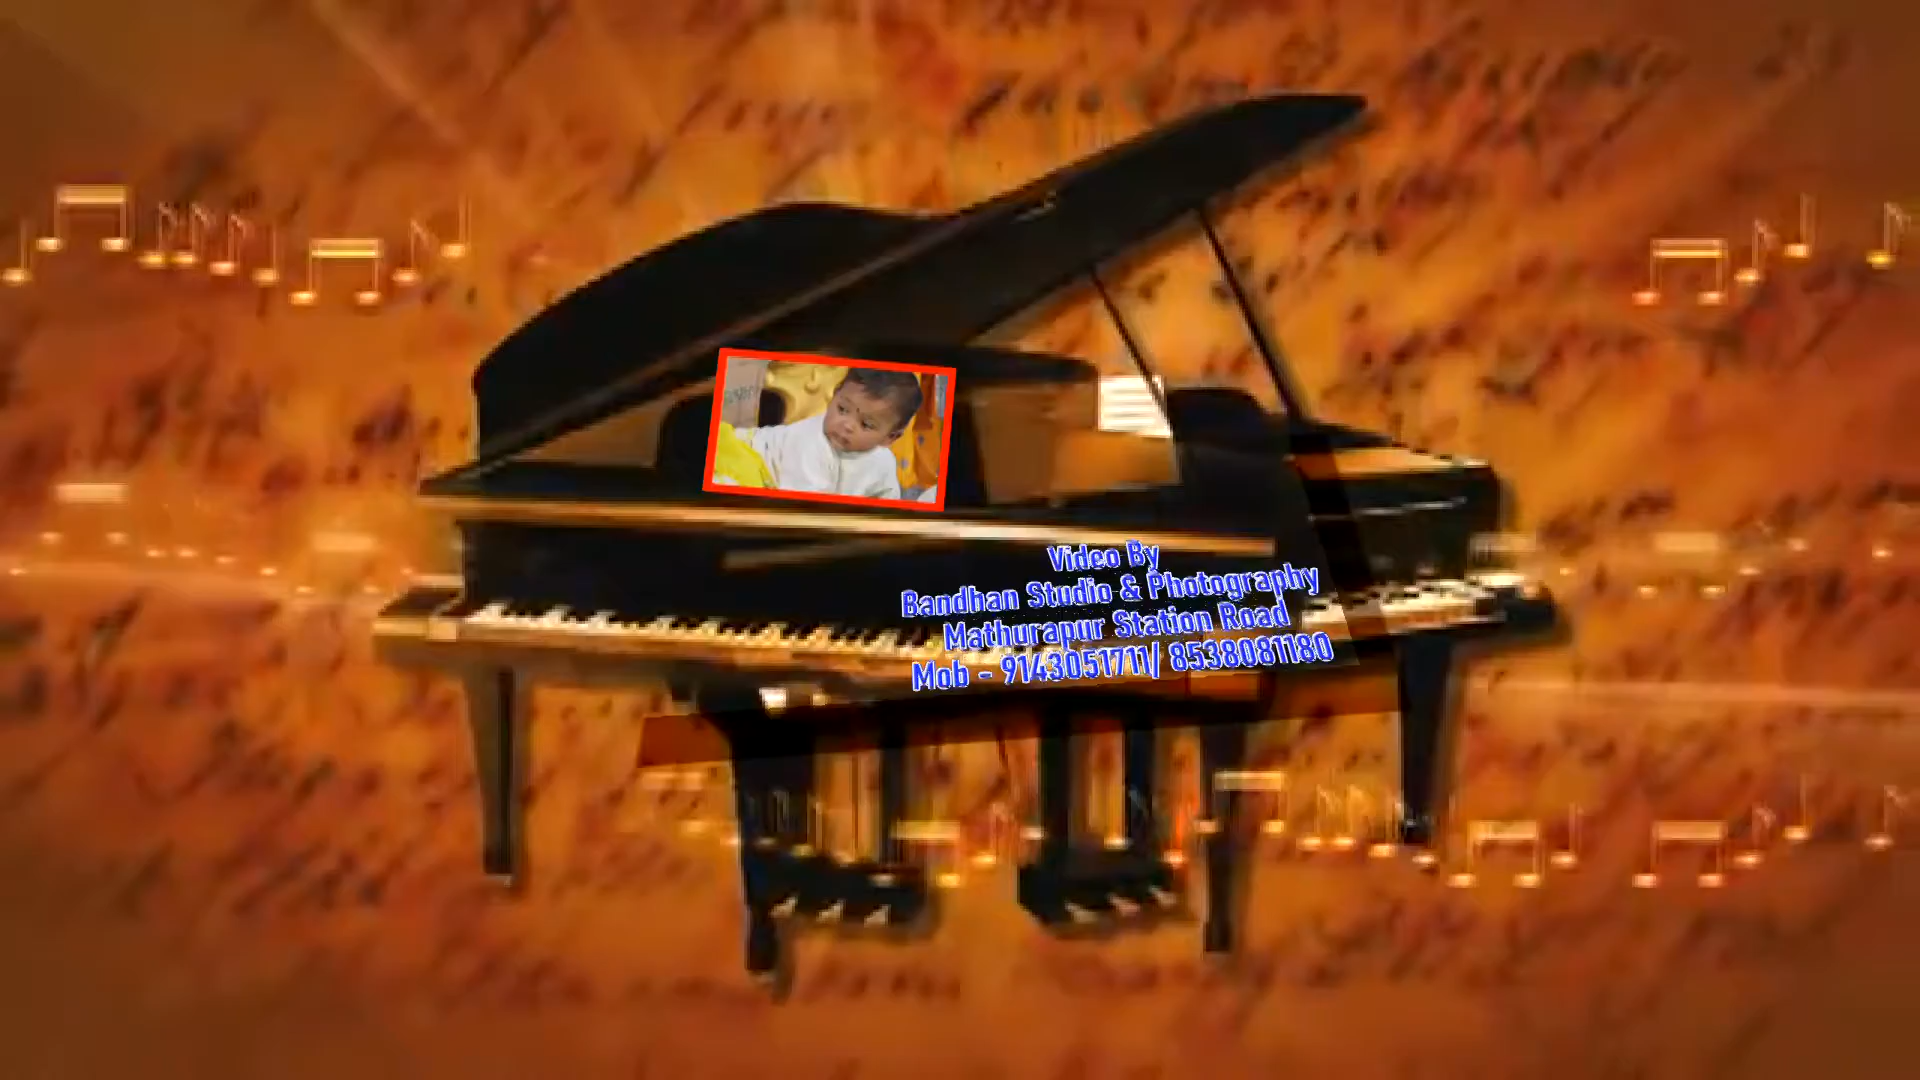 Video By
Bandhan Studio & Photography
Mathurapur Station Road
Mob - 9143051711/ 8538081180